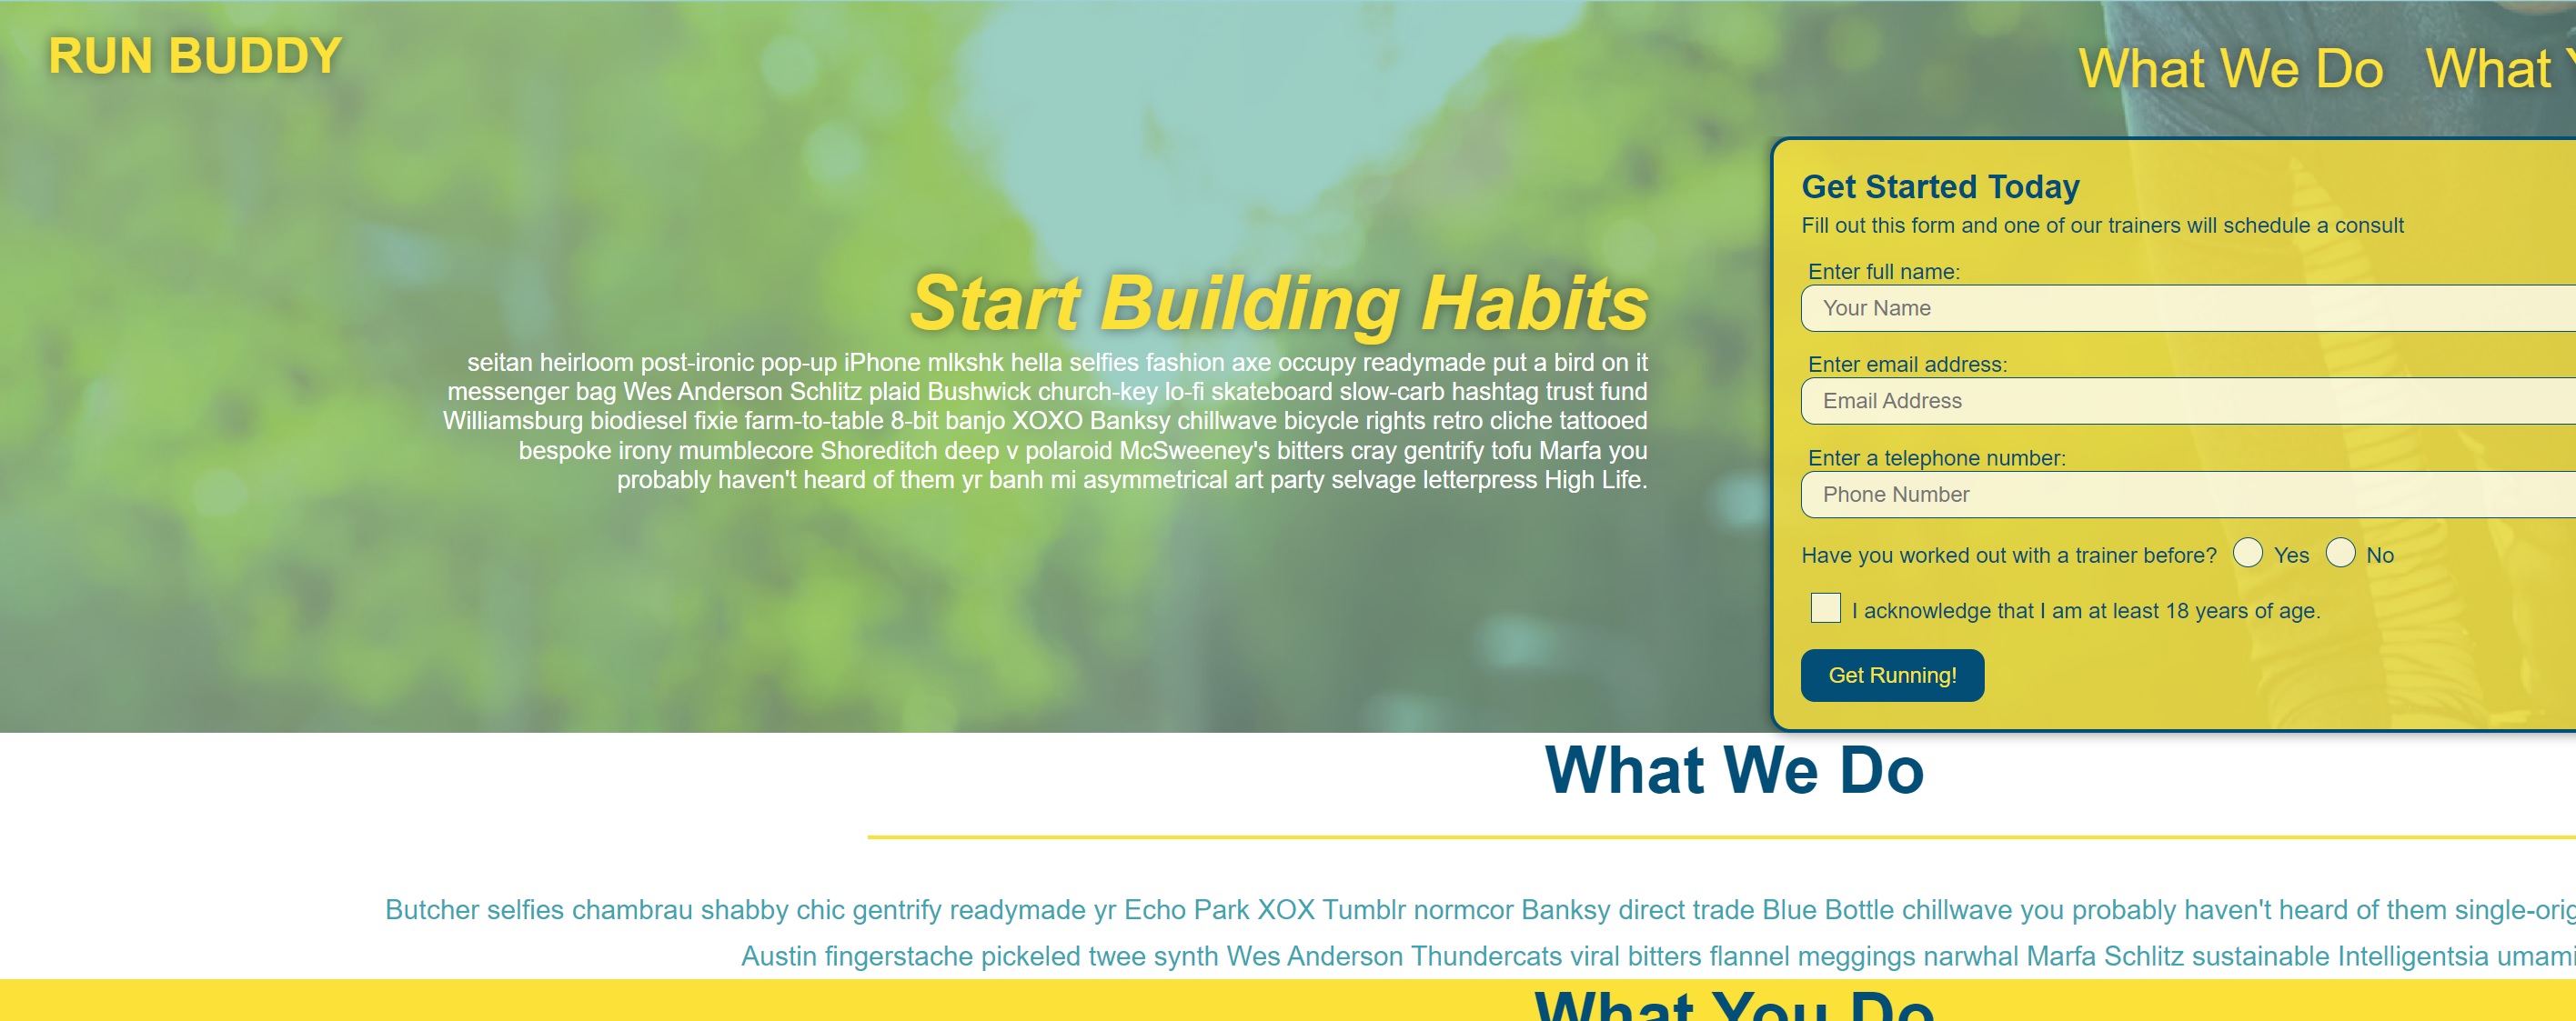 RUN BUDDY
What We Do What
Get Started Today
Fill out this form and one of our trainers will schedule a consult
Enter full name:
Your Name
Enter email address:
Email Address
Enter a telephone number:
Phone Number
Have you worked out with a trainer before? Yes No
I acknowledge that I am at least 18 years of age.
Get Running!
Start Building Habits
seitan heirloom post-ironic pop-up iPhone mlkshk hella selfies fashion axe occupy readymade put a bird on it
messenger bag Wes Anderson Schlitz plaid Bushwick church-key lo-fi skateboard slow-carb hashtag trust fund
Williamsburg biodiesel fixie farm-to-table 8-bit banjo XOXO Banksy chillwave bicycle rights retro cliche tattooed
bespoke irony mumblecore Shoreditch deep v polaroid McSweeney's bitters cray gentrify tofu Marfa you
probably haven't heard of them yr banh mi asymmetrical art party selvage letterpress High Life.
What We Do
Butcher selfies chambrau shabby chic gentrify readymade yr Echo Park XOX Tumblr normcor Banksy direct trade Blue Bottle chillwave you probably haven't heard of them single-orig
Austin fingerstache pickeled twee synth Wes Anderson Thundercats viral bitters flannel meggings narwhal Marfa Schlitz sustainable Intelligentsia umami
What You Do